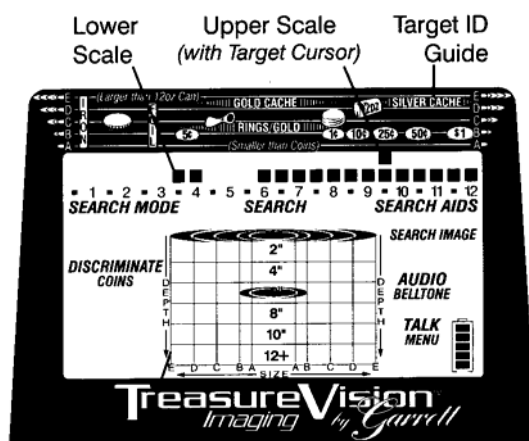 Lower
Scale
Upper Scale
(with Target Cursor)
Target ID
Guide
E (Larger than 12oz Can) E
D GOLD CACHE 12oz SILVER CACHE D
C C
B 5¢ RINGS/GOLD 1¢ 10¢ 25¢ 50¢ $1 B
A (Smaller than Coins) A
IRON
FOIL
- 1 - 2 - 3 - 4 - 5 - 6 - 7 - 8 - 9 - 10 - 11 - 12
SEARCH MODE SEARCH SEARCH AIDS
SEARCH IMAGE
DISCRIMINATE
COINS
DEPTH
2"
4"
8"
10"
12+
DEPTH
E D C B A A B C D E
SIZE
AUDIO
BELLTONE
TALK
MENU
TreasureVision
Imaging by Garrett